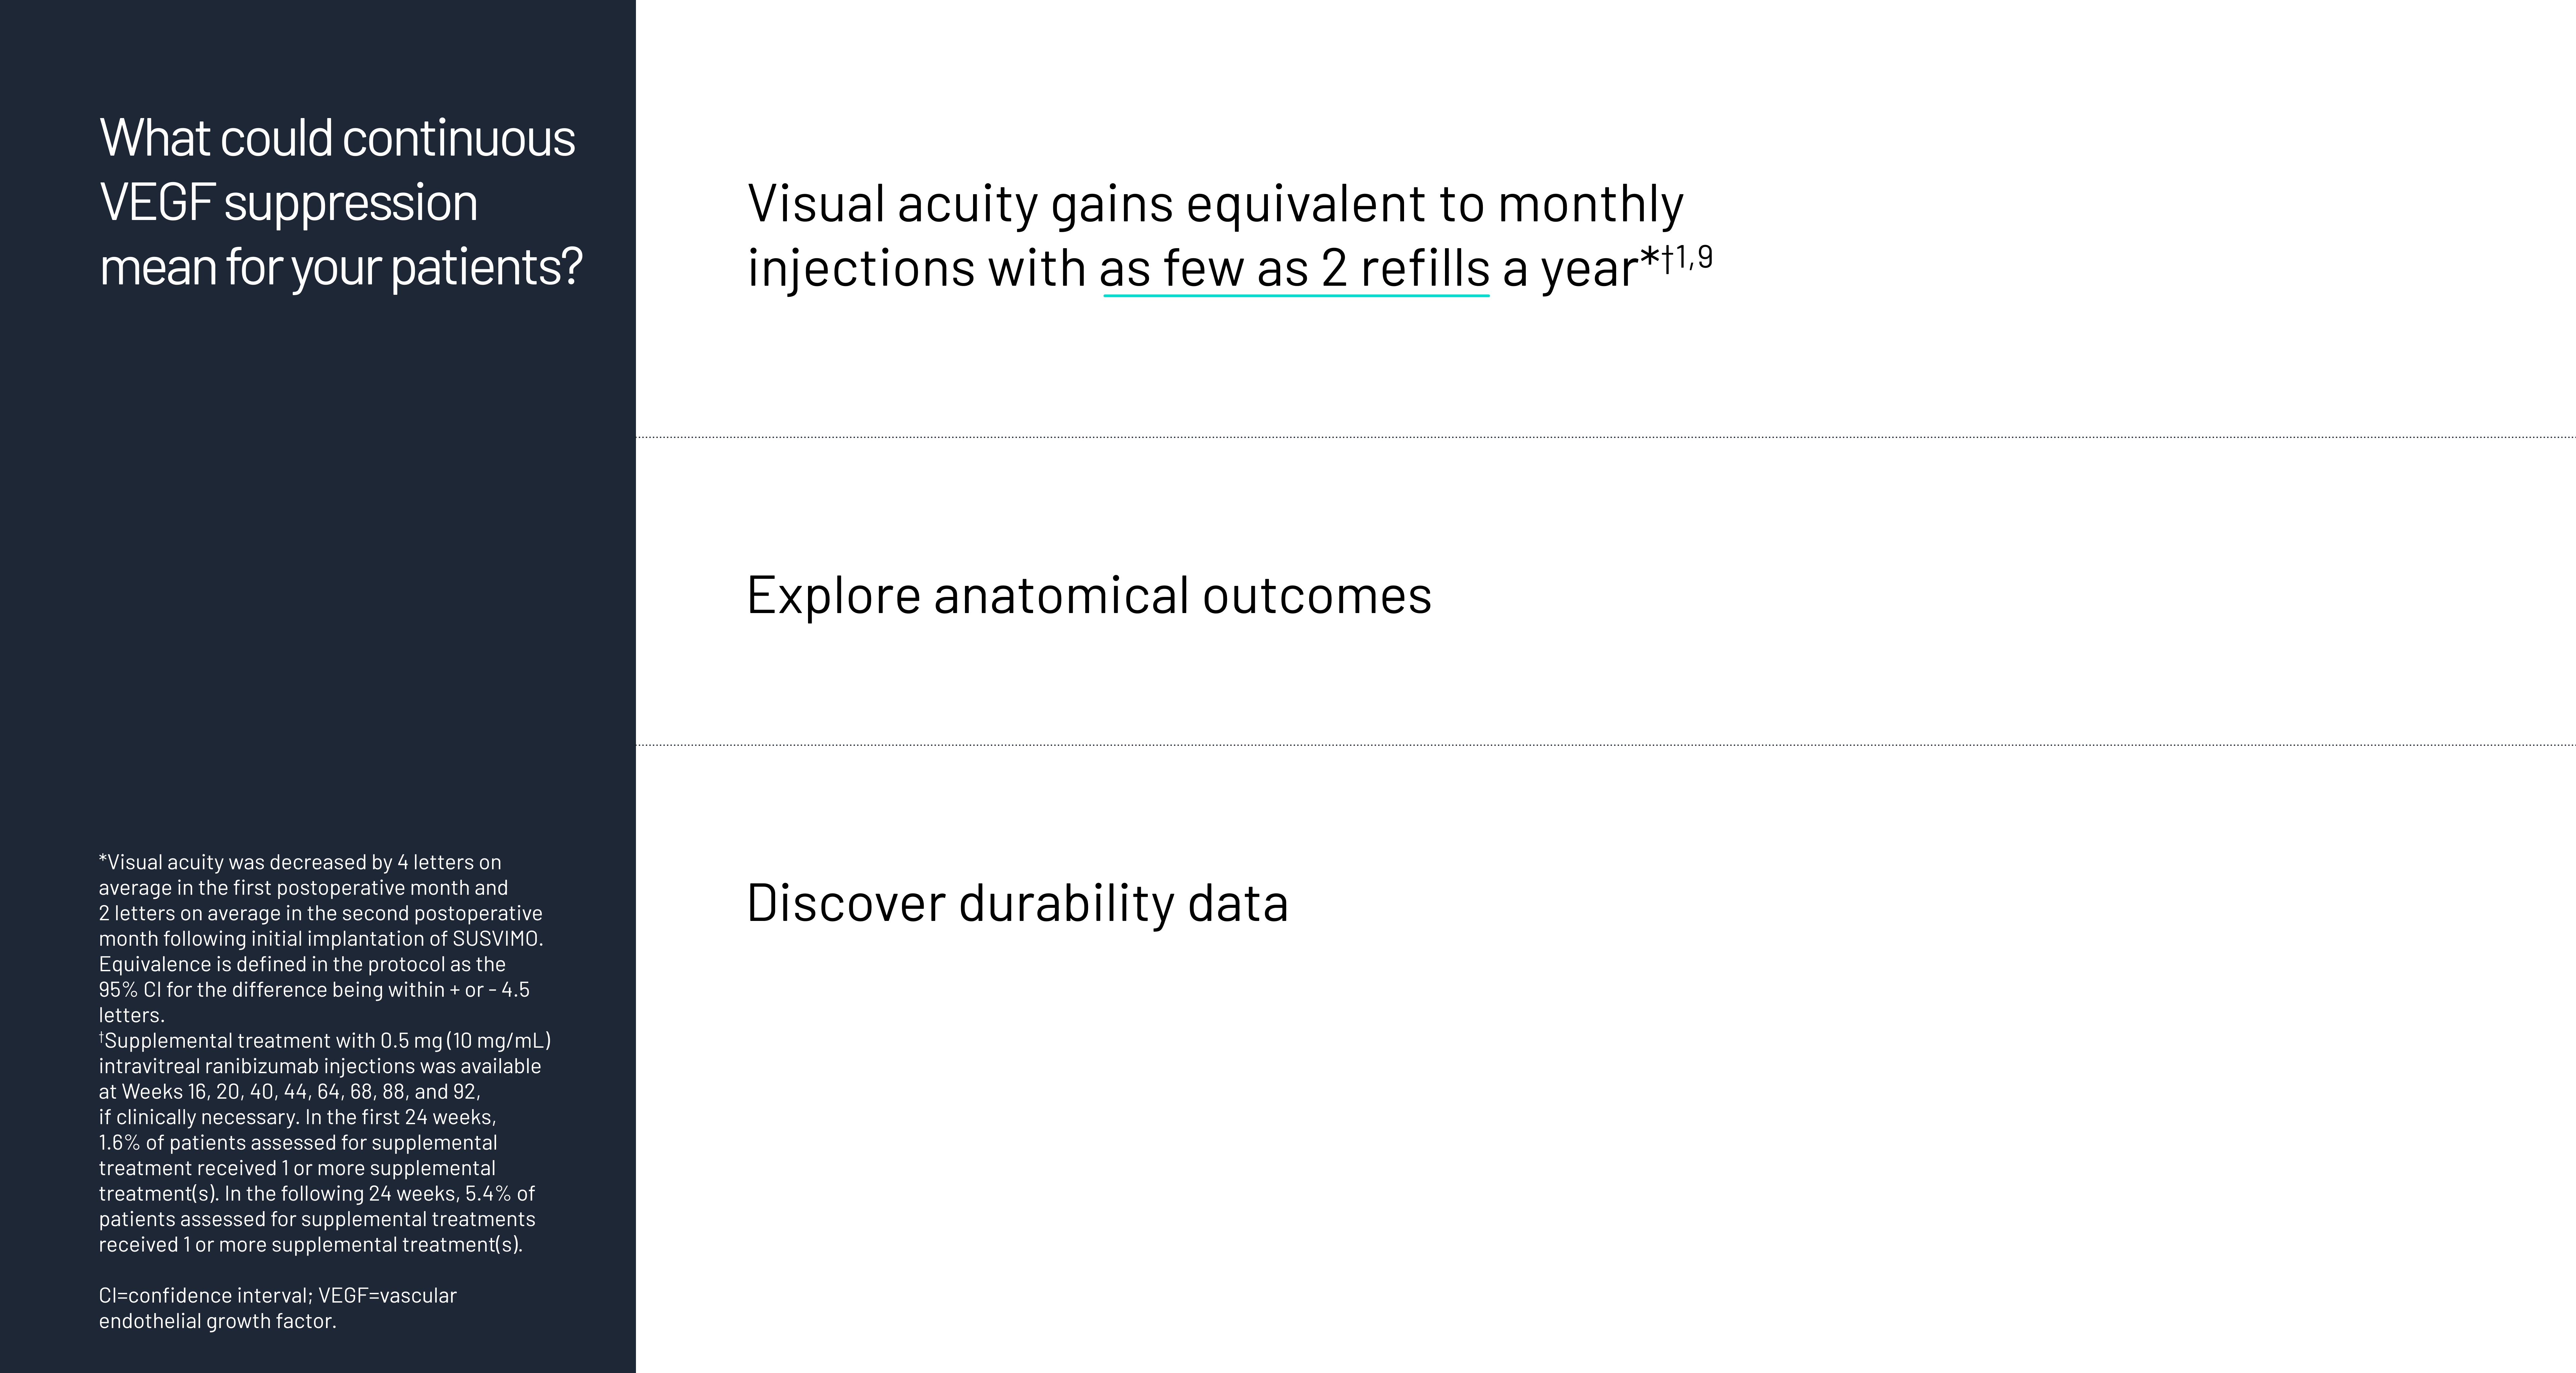 What could continuous
VEGF suppression
mean for your patients?
*Visual acuity was decreased by 4 letters on
average in the first postoperative month and
2 letters on average in the second postoperative
month following initial implantation of SUSVIMO.
Equivalence is defined in the protocol as the
95% CI for the difference being within + or - 4.5
letters.
†Supplemental treatment with 0.5 mg (10 mg/mL)
intravitreal ranibizumab injections was available
at Weeks 16, 20, 40, 44, 64, 68, 88, and 92,
if clinically necessary. In the first 24 weeks,
1.6% of patients assessed for supplemental
treatment received 1 or more supplemental
treatment(s). In the following 24 weeks, 5.4% of
patients assessed for supplemental treatments
received 1 or more supplemental treatment(s).
CI=confidence interval; VEGF=vascular
endothelial growth factor.
Visual acuity gains equivalent to monthly
injections with as few as 2 refills a year*†1,9
Explore anatomical outcomes
Discover durability data